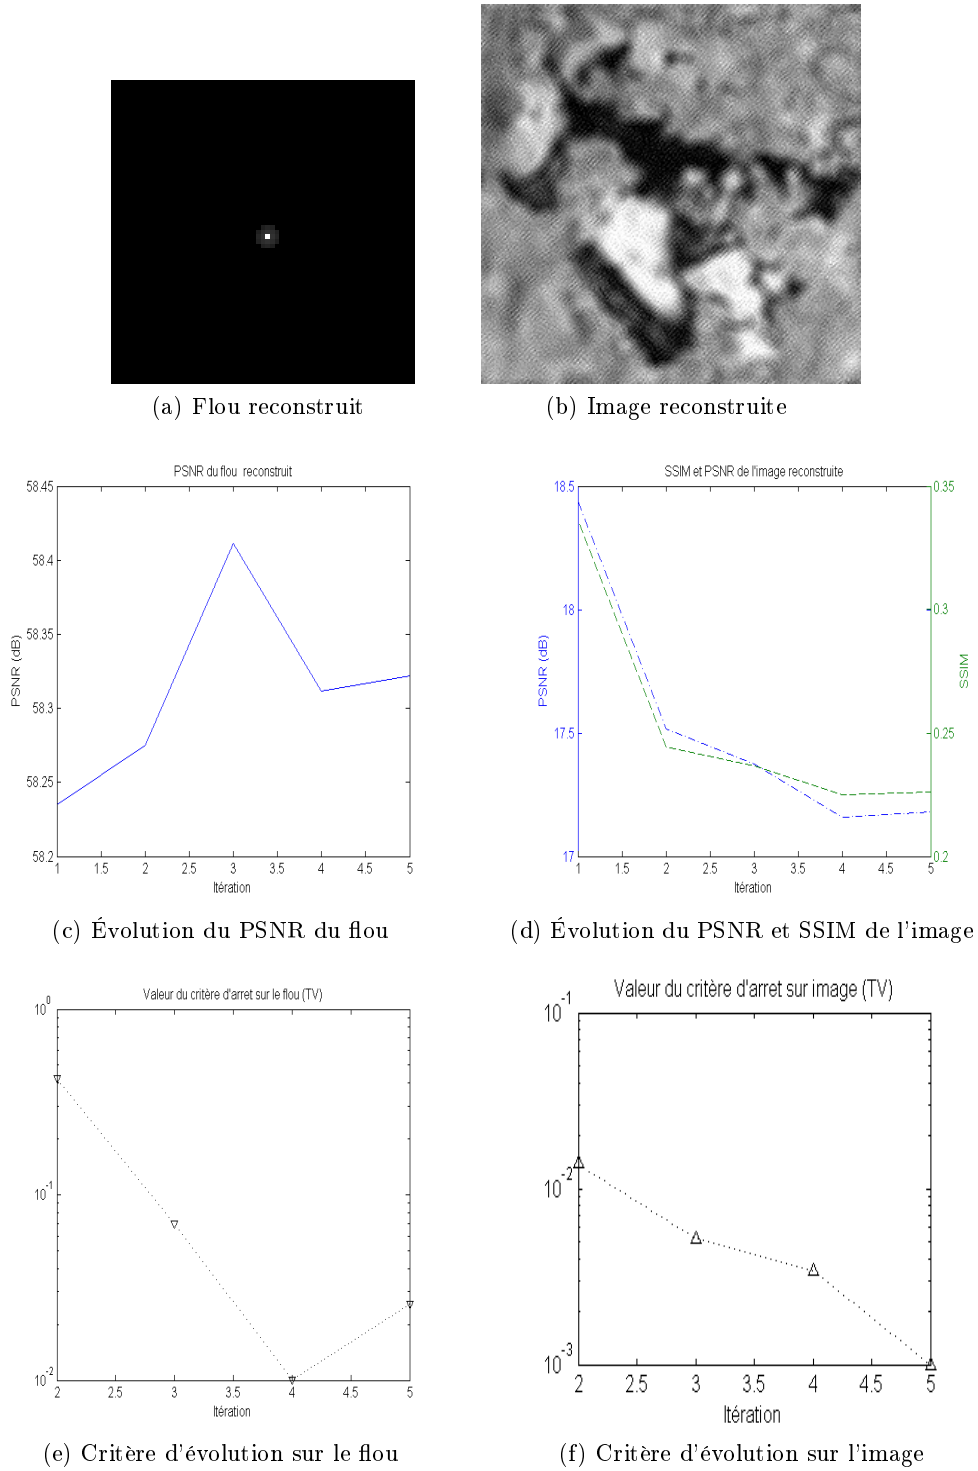 (a) Flou reconstruit
(b) Image reconstruite
PSNR du flou reconstruit
58.45
58.4
58.35
58.3
58.25
58.2
PSNR (dB)
1 1.5 2 2.5 3 3.5 4 4.5 5
Itération
SSIM et PSNR de l'image reconstruite
18.5
18
17.5
17
PSNR (dB)
0.35
0.3
0.25
0.2
SSIM
1 1.5 2 2.5 3 3.5 4 4.5 5
Itération
(c) Évolution du PSNR du flou
(d) Évolution du PSNR et SSIM de l'image
Valeur du critère d'arret sur le flou (TV)
10^0
10^-1
10^-2
2 2.5 3 3.5 4 4.5 5
Itération
Valeur du critère d'arret sur image (TV)
10^-1
10^-2
10^-3
2 2.5 3 3.5 4 4.5 5
Itération
(e) Critère d'évolution sur le flou
(f) Critère d'évolution sur l'image